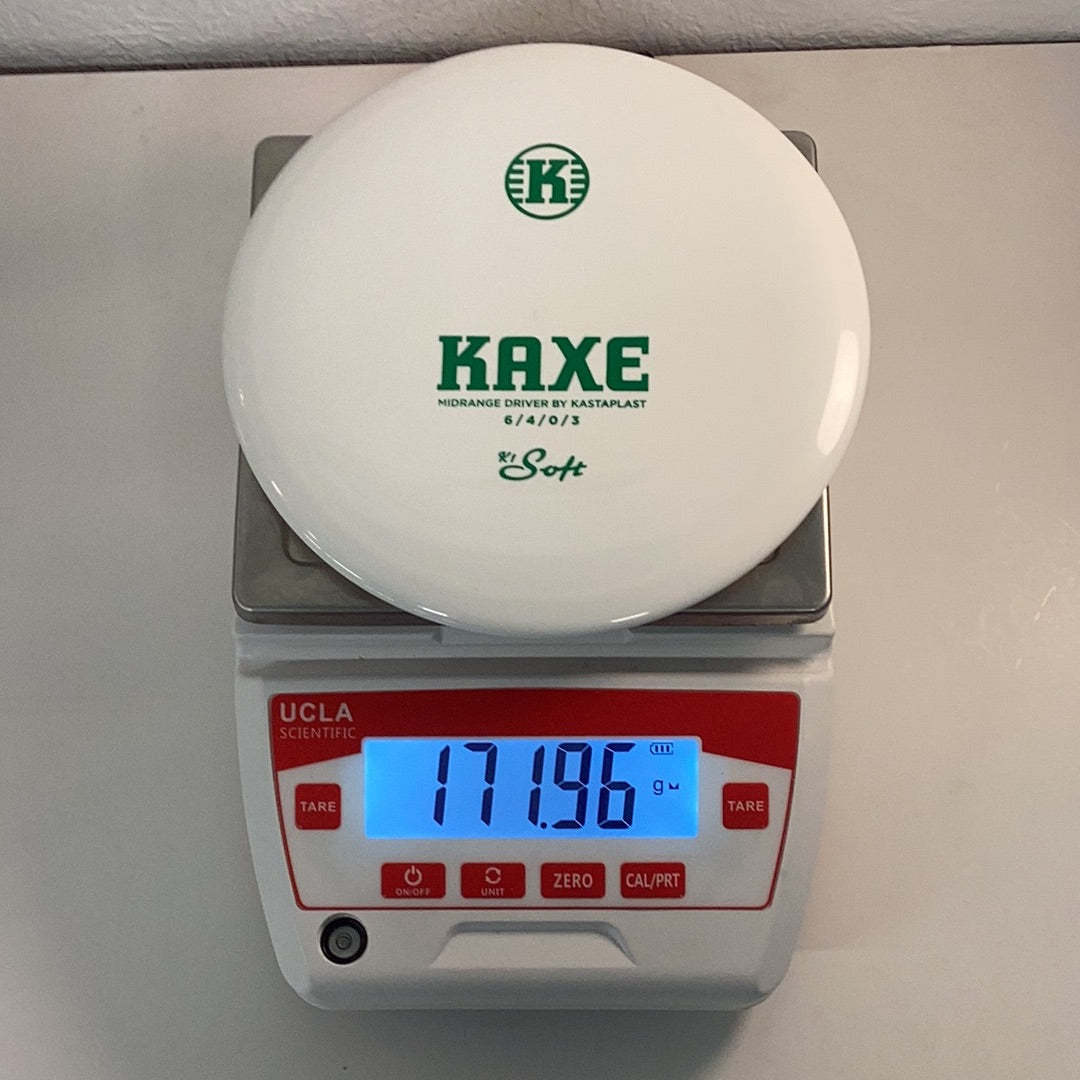 K
KAXE
MIDRANGE DRIVER BY KASTAPLAST
6/4/0/3
K1 Soft
UCLA
SCIENTIFIC
171.96 g
TARE
TARE
ON/OFF
UNIT
ZERO
CAL/PRT